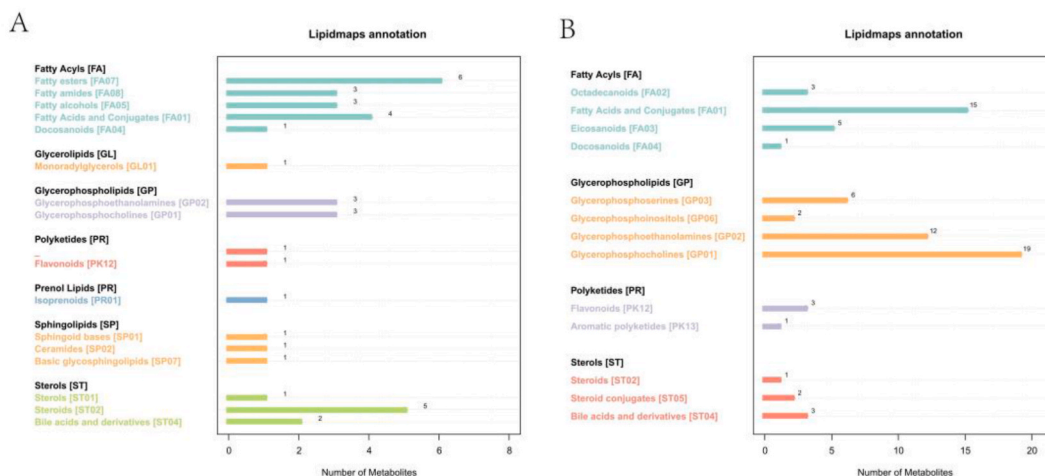 A
Lipidmaps annotation
Fatty Acyls [FA]
Fatty esters [FA07] 6
Fatty amides [FA08] 3
Fatty alcohols [FA05] 3
Fatty Acids and Conjugates [FA01] 4
Docosanoids [FA04] 1
Glycerolipids [GL]
Monoradylglycerols [GL01] 1
Glycerophospholipids [GP]
Glycerophosphoethanolamines [GP02] 3
Glycerophosphocholines [GP01] 3
Polyketides [PR]
_ 1
Flavonoids [PK12] 1
Prenol Lipids [PR]
Isoprenoids [PR01] 1
Sphingolipids [SP]
Sphingoid bases [SP01] 1
Ceramides [SP02] 1
Basic glycosphingolipids [SP07] 1
Sterols [ST]
Sterols [ST01] 1
Steroids [ST02] 5
Bile acids and derivatives [ST04] 2
0 2 4 6 8
Number of Metabolites
B
Lipidmaps annotation
Fatty Acyls [FA]
Octadecanoids [FA02] 3
Fatty Acids and Conjugates [FA01] 15
Eicosanoids [FA03] 5
Docosanoids [FA04] 1
Glycerophospholipids [GP]
Glycerophosphoserines [GP03] 6
Glycerophosphoinositols [GP06] 2
Glycerophosphoethanolamines [GP02] 12
Glycerophosphocholines [GP01] 19
Polyketides [PR]
Flavonoids [PK12] 3
Aromatic polyketides [PK13] 1
Sterols [ST]
Steroids [ST02] 1
Steroid conjugates [ST05] 2
Bile acids and derivatives [ST04] 3
0 5 10 15 20
Number of Metabolites